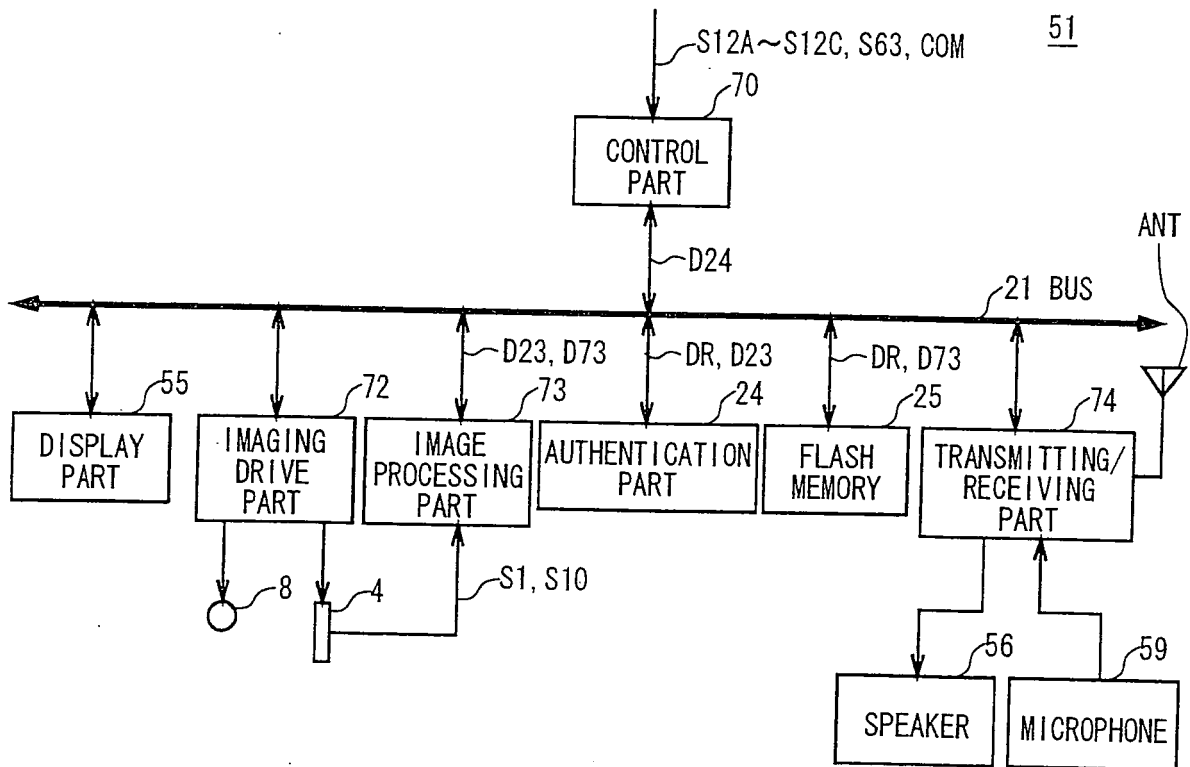 51
S12A~S12C, S63, COM
70
CONTROL
PART
ANT
D24
21 BUS
D23, D73
DR, D23
DR, D73
55
72
73
24
25
74
DISPLAY
PART
IMAGING
DRIVE
PART
IMAGE
PROCESSING
PART
AUTHENTICATION
PART
FLASH
MEMORY
TRANSMITTING/
RECEIVING
PART
8
4
S1, S10
56
59
SPEAKER
MICROPHONE